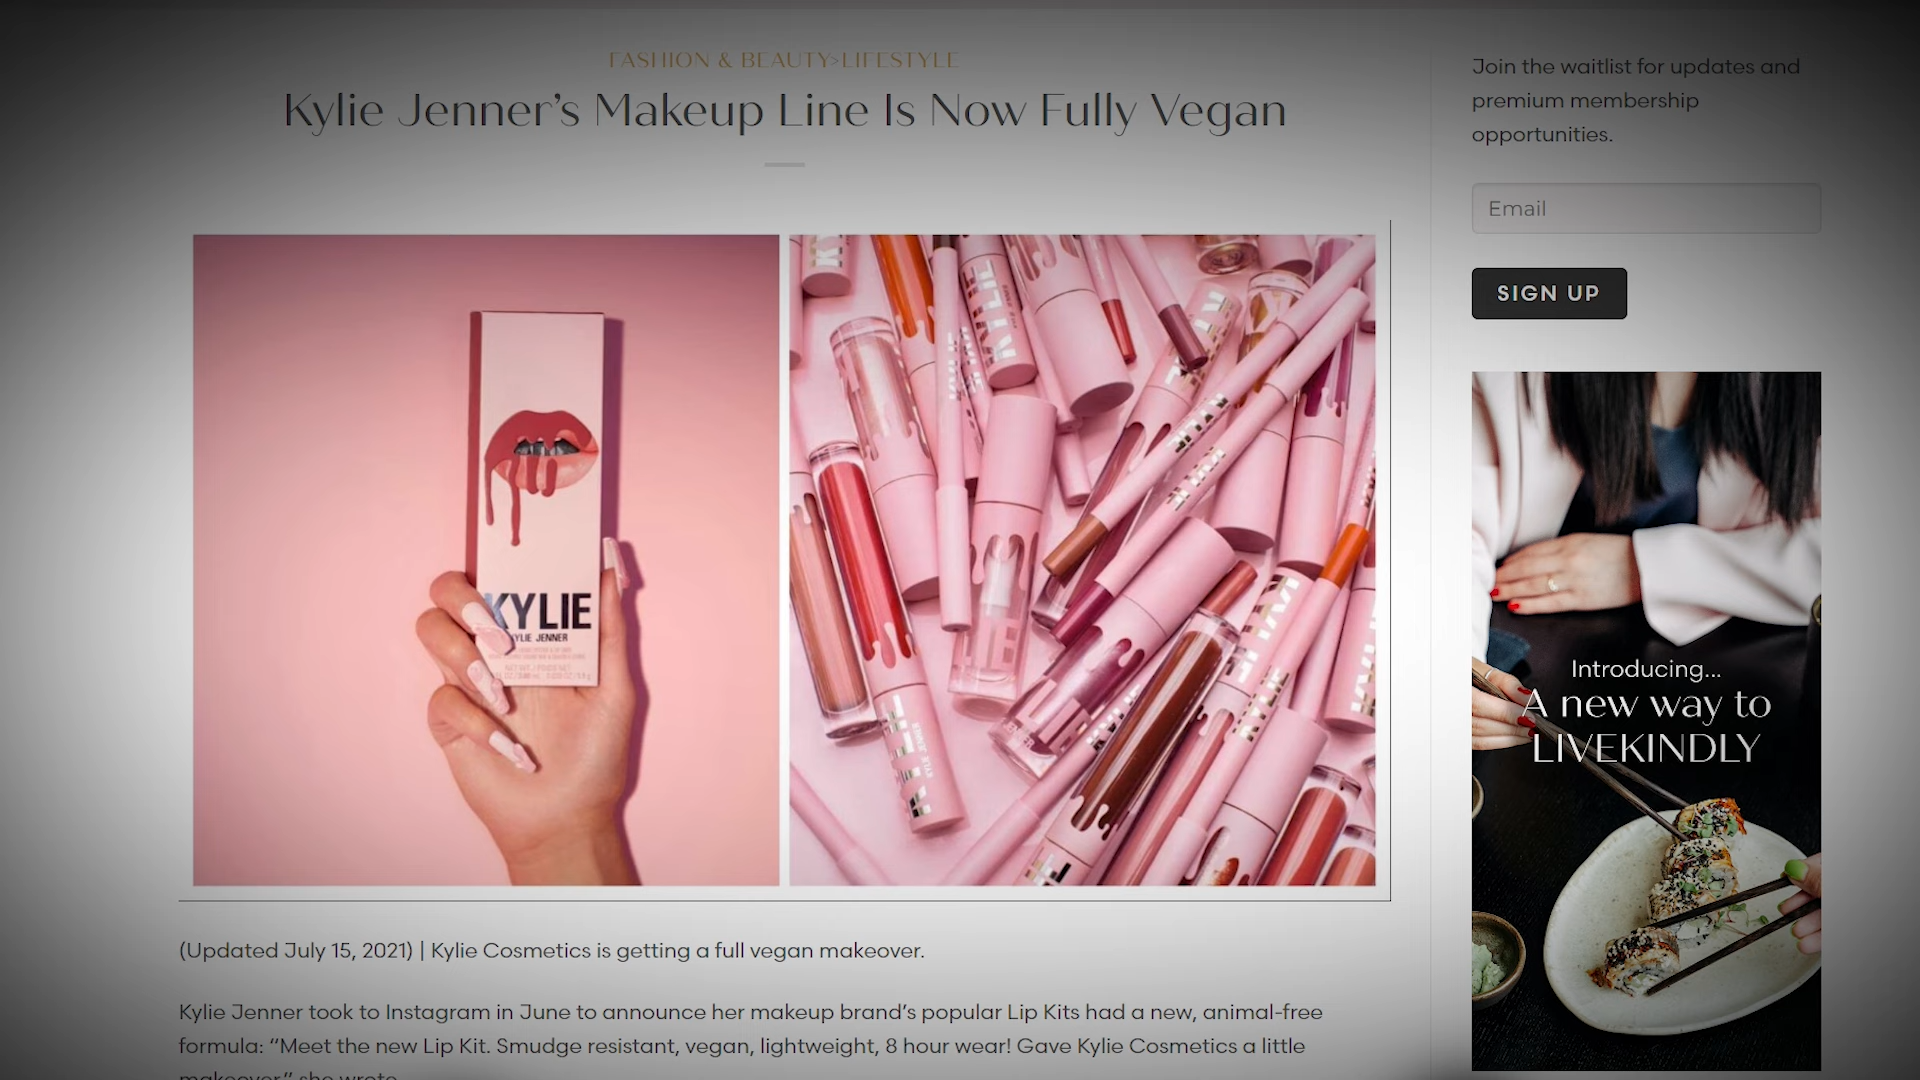 FASHION & BEAUTY>LIFESTYLE
Kylie Jenner’s Makeup Line Is Now Fully Vegan
KYLIE
KYLIE JENNER
(Updated July 15, 2021) | Kylie Cosmetics is getting a full vegan makeover.
Kylie Jenner took to Instagram in June to announce her makeup brand’s popular Lip Kits had a new, animal-free
formula: “Meet the new Lip Kit. Smudge resistant, vegan, lightweight, 8 hour wear! Gave Kylie Cosmetics a little
makeover,” she wrote.
Join the waitlist for updates and
premium membership
opportunities.
Email
SIGN UP
Introducing...
A new way to
LIVEKINDLY